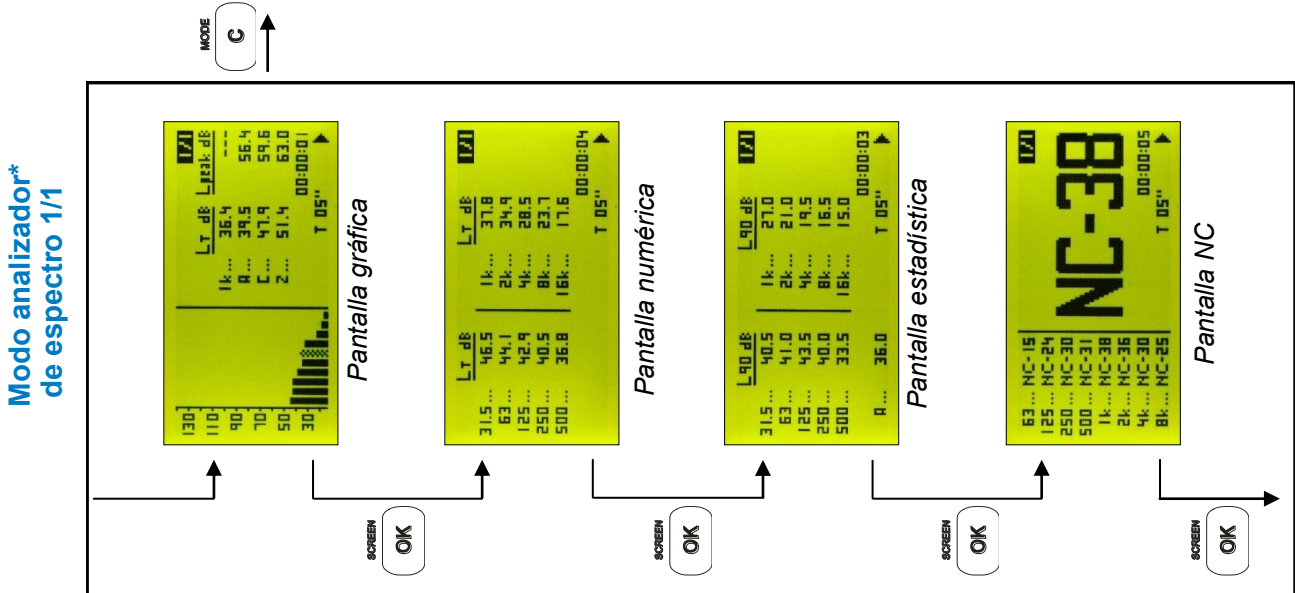 Modo analizador*
de espectro 1/1
MODE
C
1/1
LT dB Lpeak dB
130
110
90
70
50
30
1k... 36.4 ---
A... 39.5 56.4
C... 47.9 59.6
Z... 51.4 63.0
T 05" 00:00:01
Pantalla gráfica
SCREEN
OK
1/1
LT dB LT dB
31.5... 46.5 1k... 37.8
63... 44.1 2k... 34.9
125... 42.9 4k... 28.5
250... 40.5 8k... 23.7
500... 36.8 16k... 17.6
T 05" 00:00:04
Pantalla numérica
SCREEN
OK
1/1
L90 dB L90 dB
31.5... 40.5 1k... 27.0
63... 41.0 2k... 21.0
125... 43.5 4k... 19.5
250... 40.0 8k... 16.5
500... 33.5 16k... 15.0
A... 36.0 T 05" 00:00:03
Pantalla estadística
SCREEN
OK
1/1
63... NC-15
125... NC-24
250... NC-30
500... NC-31
1k... NC-38
2k... NC-36
4k... NC-30
8k... NC-25
NC-38
T 05" 00:00:05
Pantalla NC
SCREEN
OK